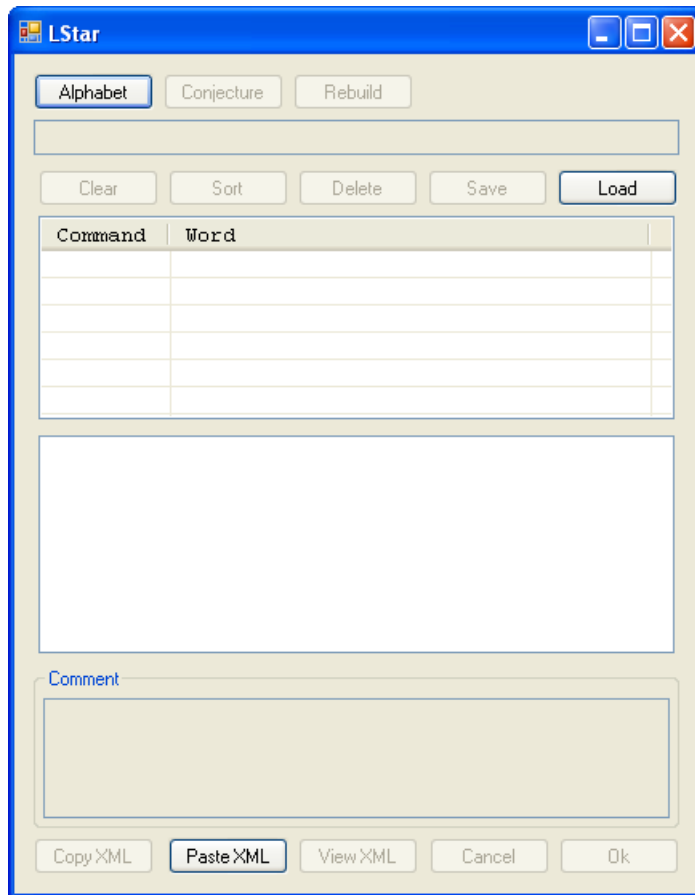 LStar
Alphabet Conjecture Rebuild
Clear Sort Delete Save Load
Command Word
Comment
Copy XML Paste XML View XML Cancel Ok